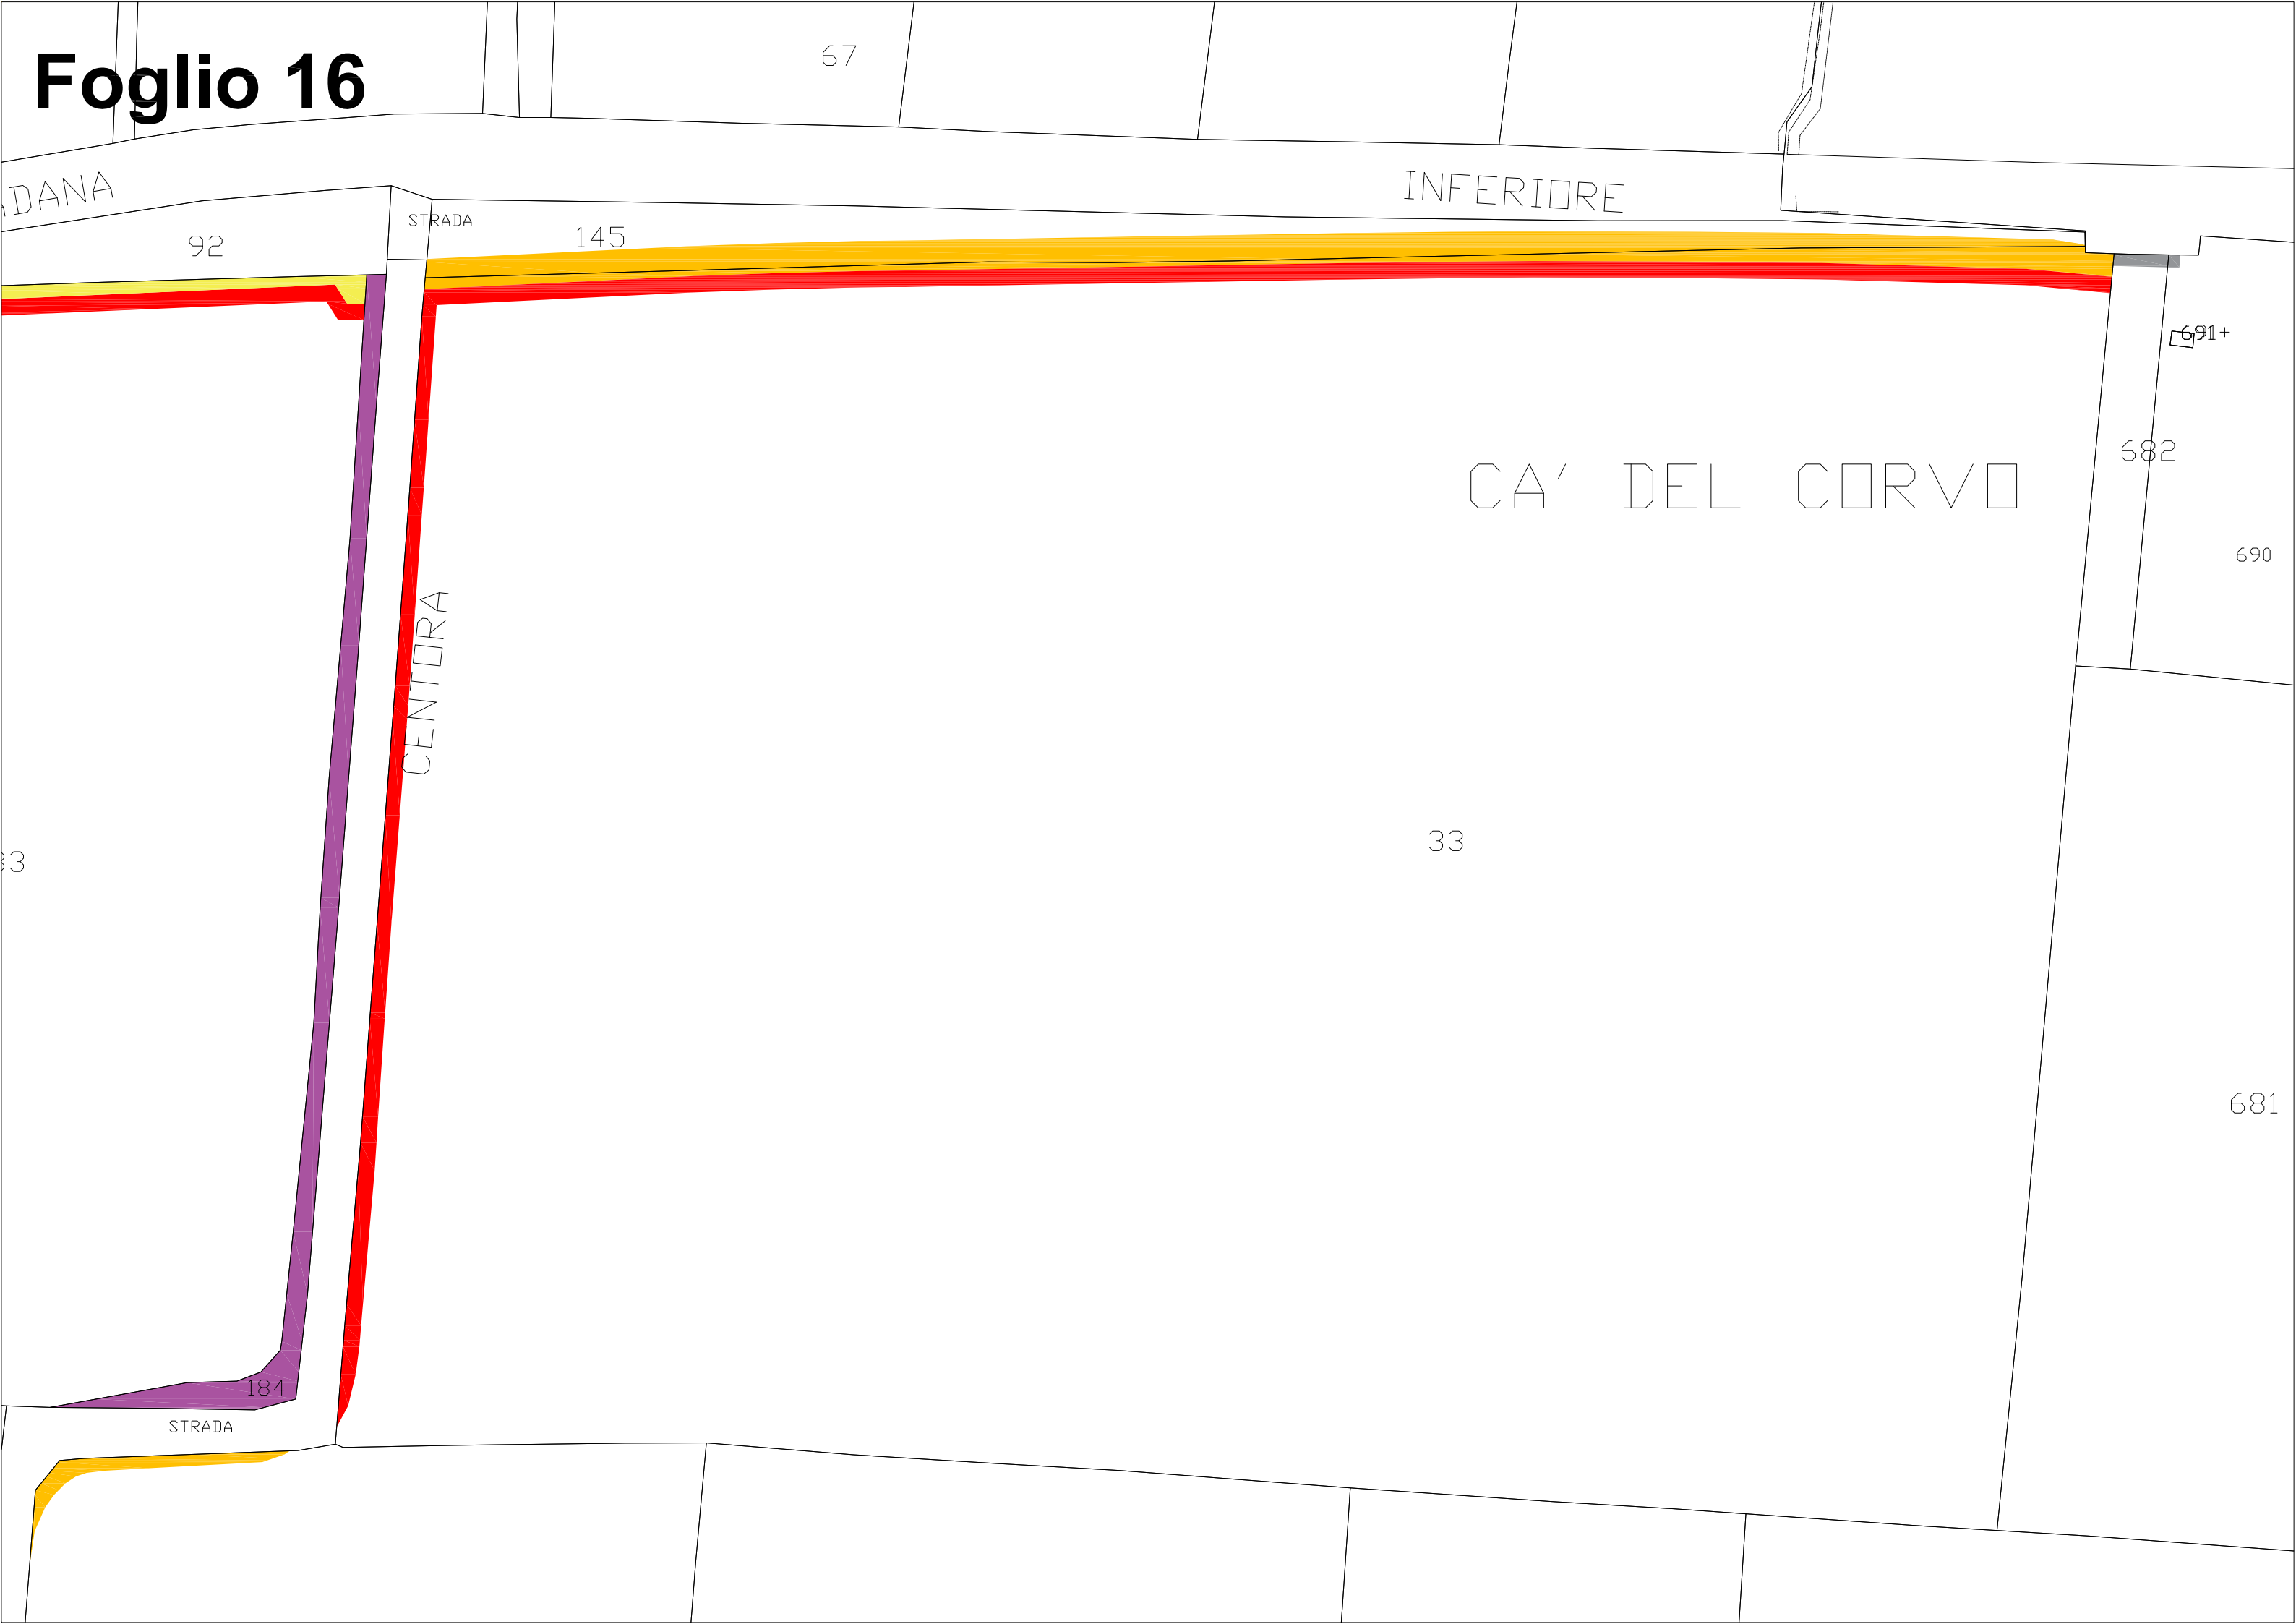 Foglio 16
67
DANA
INFERIORE
STRADA
92
145
691+
682
CA' DEL CORVO
690
CENTORA
33
681
184
STRADA